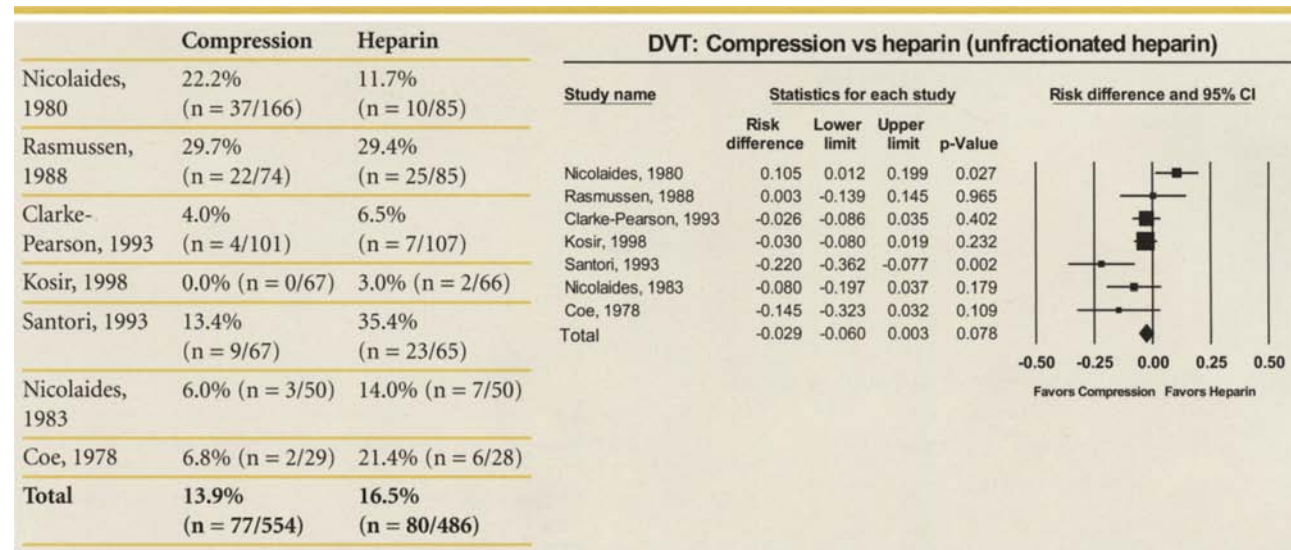 Compression Heparin
Nicolaides, 22.2% 11.7%
1980 (n = 37/166) (n = 10/85)
Rasmussen, 29.7% 29.4%
1988 (n = 22/74) (n = 25/85)
Clarke- 4.0% 6.5%
Pearson, 1993 (n = 4/101) (n = 7/107)
Kosir, 1998 0.0% (n = 0/67) 3.0% (n = 2/66)
Santori, 1993 13.4% 35.4%
(n = 9/67) (n = 23/65)
Nicolaides, 6.0% (n = 3/50) 14.0% (n = 7/50)
1983
Coe, 1978 6.8% (n = 2/29) 21.4% (n = 6/28)
Total 13.9% 16.5%
(n = 77/554) (n = 80/486)
DVT: Compression vs heparin (unfractionated heparin)
Study name Statistics for each study Risk difference and 95% CI
Risk Lower Upper
difference limit limit p-Value
Nicolaides, 1980 0.105 0.012 0.199 0.027
Rasmussen, 1988 0.003 -0.139 0.145 0.965
Clarke-Pearson, 1993 -0.026 -0.086 0.035 0.402
Kosir, 1998 -0.030 -0.080 0.019 0.232
Santori, 1993 -0.220 -0.362 -0.077 0.002
Nicolaides, 1983 -0.080 -0.197 0.037 0.179
Coe, 1978 -0.145 -0.323 0.032 0.109
Total -0.029 -0.060 0.003 0.078
-0.50 -0.25 0.00 0.25 0.50
Favors Compression Favors Heparin